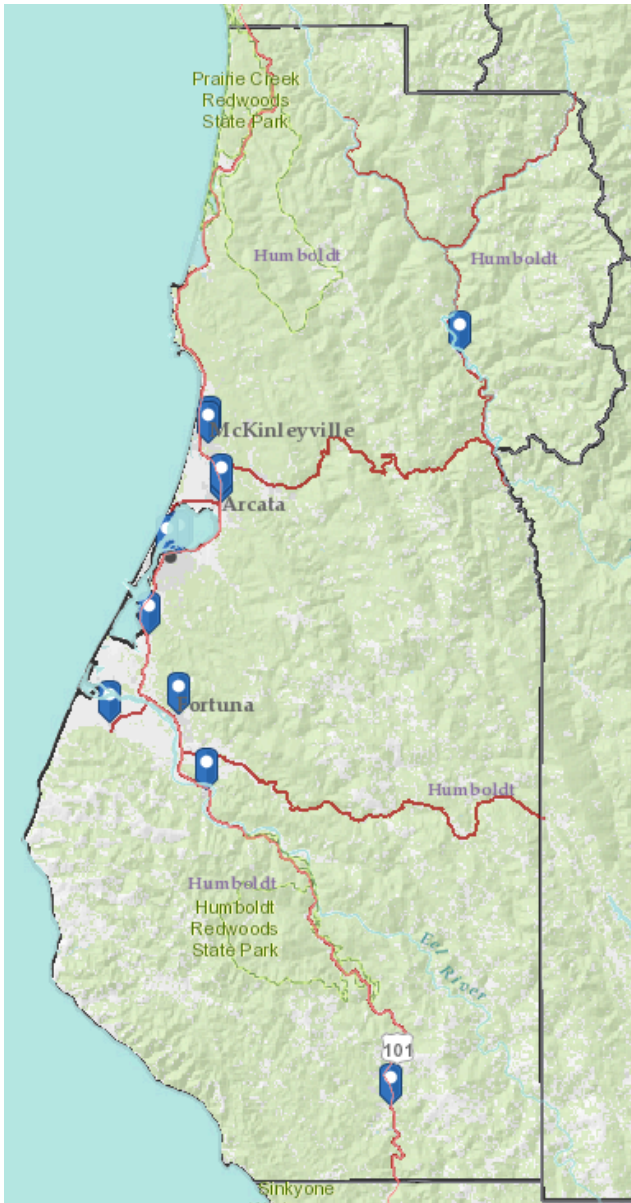 Prairie Creek
Redwoods
State Park
Humboldt
Humboldt
McKinleyville
Arcata
Fortuna
Humboldt
Humboldt
Humboldt
Redwoods
State Park
Eel
River
101
Sinkyone